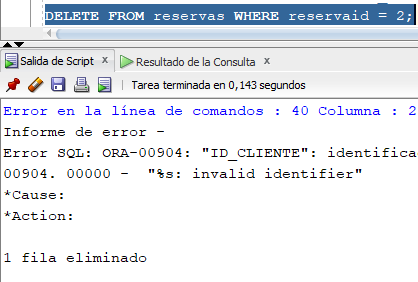 DELETE FROM reservas WHERE reservaid = 2;
Salida de Script x Resultado de la Consulta x
Tarea terminada en 0,143 segundos
Error en la línea de comandos : 40 Columna : 2
Informe de error -
Error SQL: ORA-00904: "ID_CLIENTE": identifica
00904. 00000 - "%s: invalid identifier"
*Cause:
*Action:
1 fila eliminado